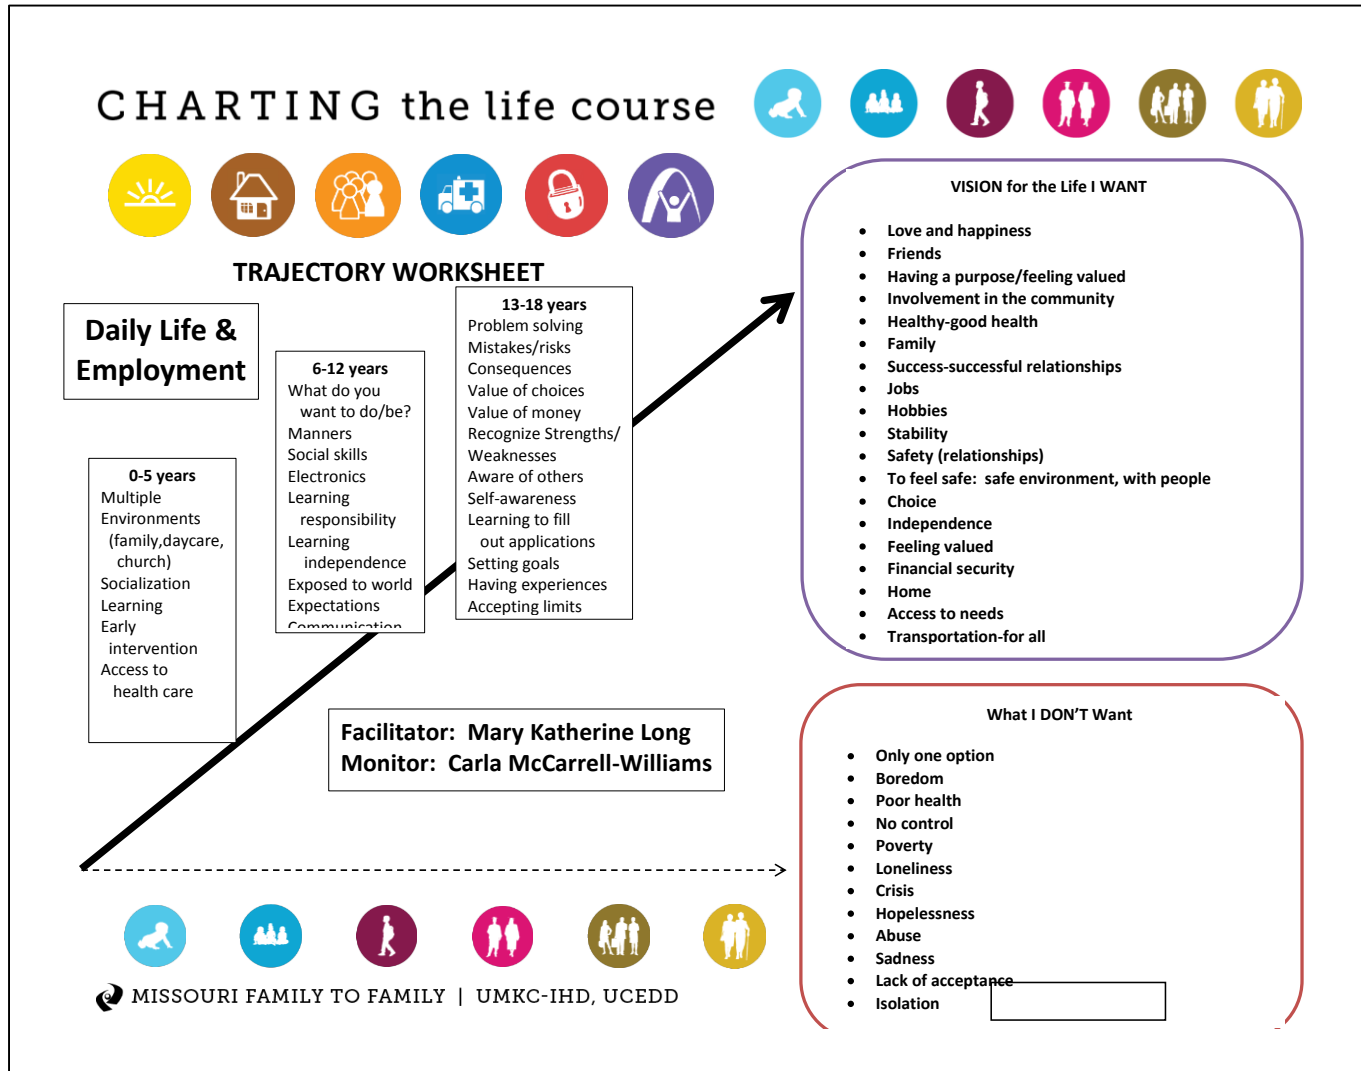 CHARTING the life course
TRAJECTORY WORKSHEET
Daily Life &
Employment
0-5 years
Multiple
Environments
(family,daycare,
church)
Socialization
Learning
Early
intervention
Access to
health care
6-12 years
What do you
want to do/be?
Manners
Social skills
Electronics
Learning
responsibility
Learning
independence
Exposed to world
Expectations
Communication
13-18 years
Problem solving
Mistakes/risks
Consequences
Value of choices
Value of money
Recognize Strengths/
Weaknesses
Aware of others
Self-awareness
Learning to fill
out applications
Setting goals
Having experiences
Accepting limits
Facilitator: Mary Katherine Long
Monitor: Carla McCarrell-Williams
VISION for the Life I WANT
• Love and happiness
• Friends
• Having a purpose/feeling valued
• Involvement in the community
• Healthy-good health
• Family
• Success-successful relationships
• Jobs
• Hobbies
• Stability
• Safety (relationships)
• To feel safe: safe environment, with people
• Choice
• Independence
• Feeling valued
• Financial security
• Home
• Access to needs
• Transportation-for all
What I DON'T Want
• Only one option
• Boredom
• Poor health
• No control
• Poverty
• Loneliness
• Crisis
• Hopelessness
• Abuse
• Sadness
• Lack of acceptance
• Isolation
MISSOURI FAMILY TO FAMILY | UMKC-IHD, UCEDD